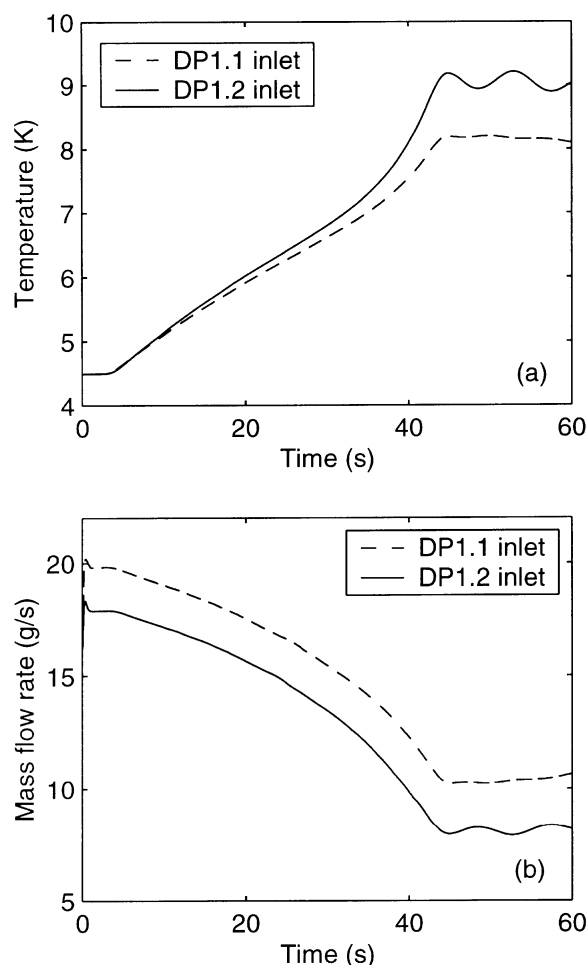 10
9
8
7
6
5
4
Temperature (K)
DP1.1 inlet
DP1.2 inlet
(a)
0
20
40
60
Time (s)
20
15
10
5
Mass flow rate (g/s)
DP1.1 inlet
DP1.2 inlet
(b)
0
20
40
60
Time (s)